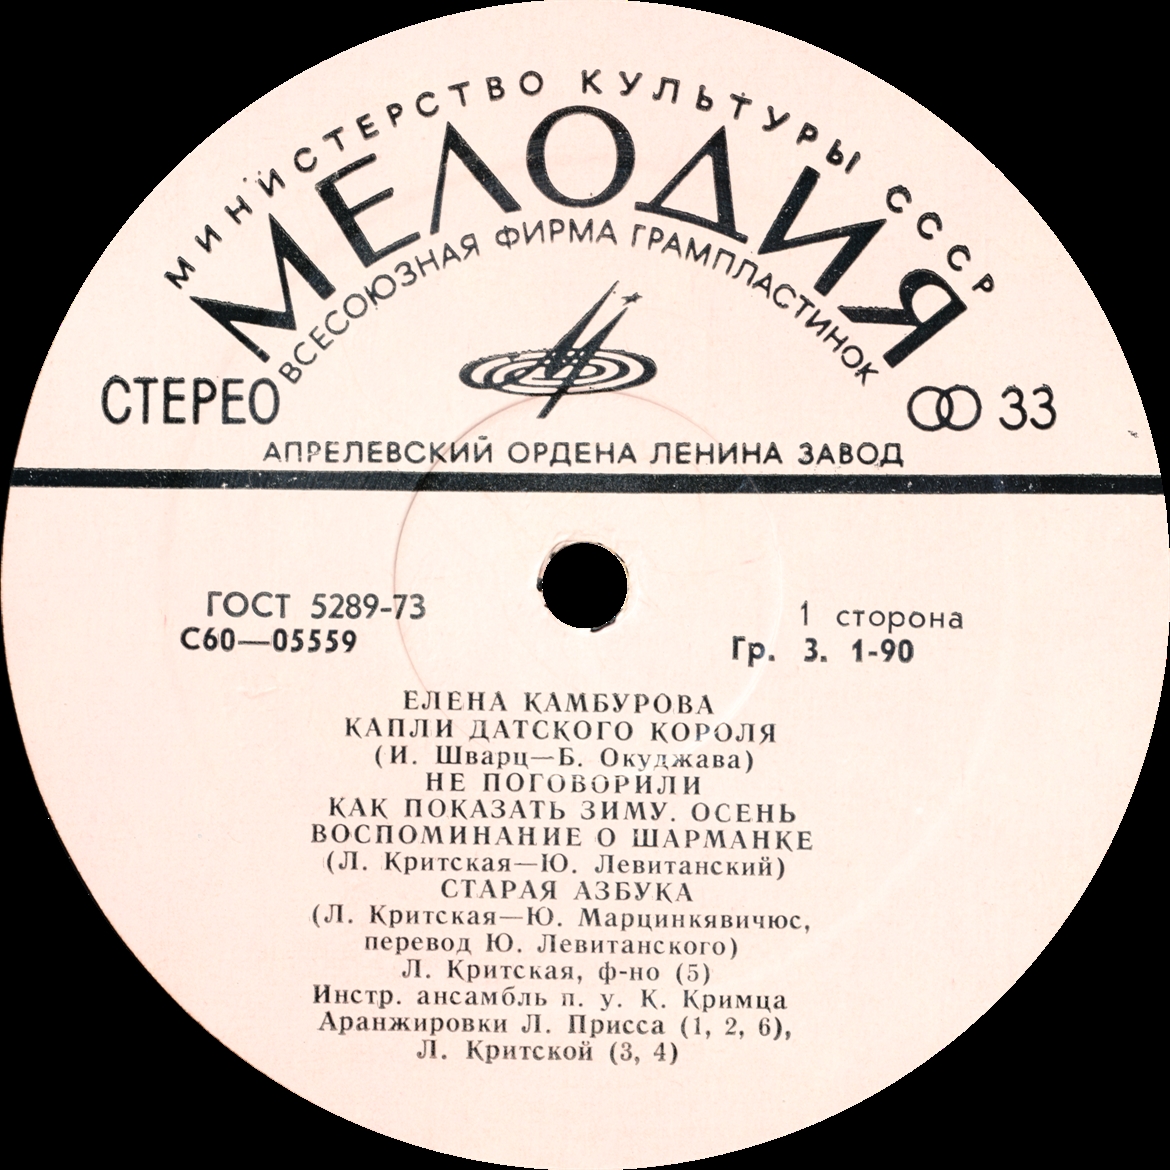 МИНИСТЕРСТВО КУЛЬТУРЫ СССР
МЕЛОДИЯ
ВСЕСОЮЗНАЯ ФИРМА ГРАМПЛАСТИНОК
СТЕРЕО
33
АПРЕЛЕВСКИЙ ОРДЕНА ЛЕНИНА ЗАВОД
ГОСТ 5289-73
1 сторона
С60—05559
Гр. 3. 1-90
ЕЛЕНА КАМБУРОВА
КАПЛИ ДАТСКОГО КОРОЛЯ
(И. Шварц—Б. Окуджава)
НЕ ПОГОВОРИЛИ
КАК ПОКАЗАТЬ ЗИМУ. ОСЕНЬ
ВОСПОМИНАНИЕ О ШАРМАНКЕ
(Л. Критская—Ю. Левитанский)
СТАРАЯ АЗБУКА
(Л. Критская—Ю. Марцинкявичюс,
перевод Ю. Левитанского)
Л. Критская, ф-но (5)
Инстр. ансамбль п. у. К. Кримца
Аранжировки Л. Присса (1, 2, 6),
Л. Критской (3, 4)